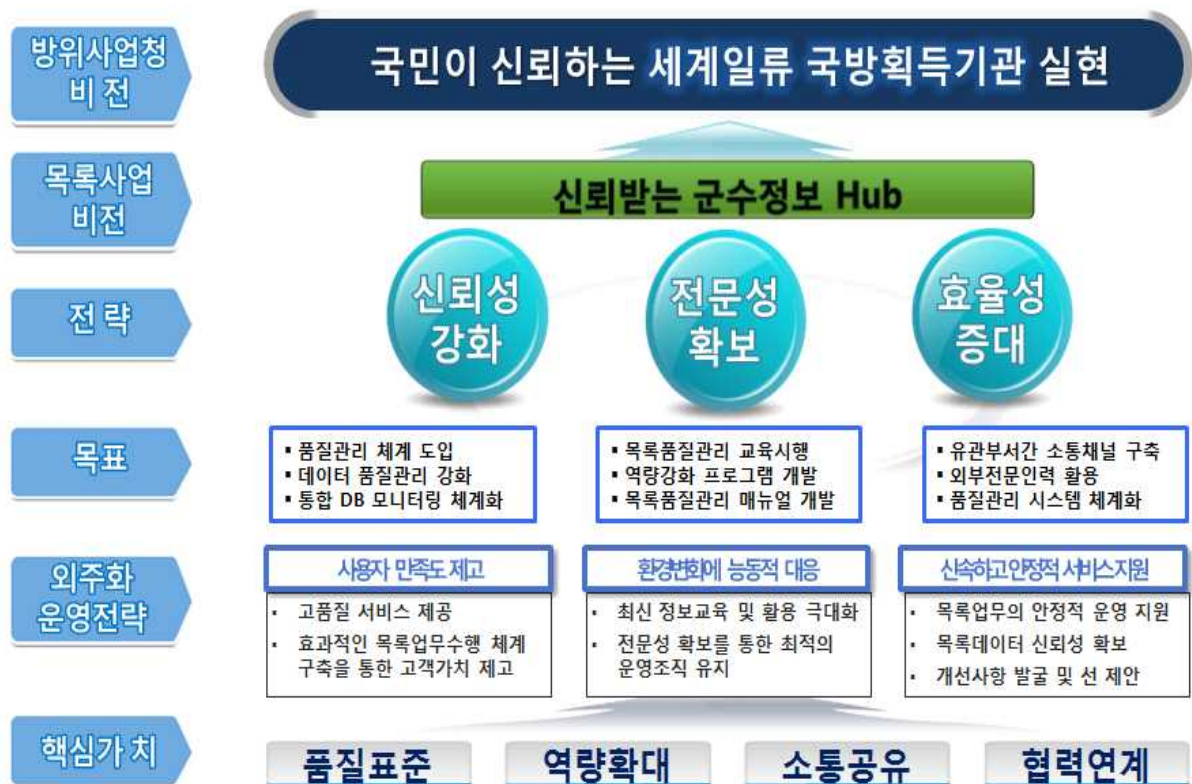 방위사업청
비 전
국민이 신뢰하는 세계일류 국방획득기관 실현
목록사업
비전
신뢰받는 군수정보 Hub
전 략
신뢰성
강화
전문성
확보
효율성
증대
목표
▪ 품질관리 체계 도입
▪ 데이터 품질관리 강화
▪ 통합 DB 모니터링 체계화
▪ 목록품질관리 교육시행
▪ 역량강화 프로그램 개발
▪ 목록품질관리 매뉴얼 개발
▪ 유관부서간 소통채널 구축
▪ 외부전문인력 활용
▪ 품질관리 시스템 체계화
외주화
운영전략
사용자 만족도 제고
▪ 고품질 서비스 제공
▪ 효과적인 목록업무수행 체계
구축을 통한 고객가치 제고
환경변화에 능동적 대응
▪ 최신 정보교육 및 활용 극대화
▪ 전문성 확보를 통한 최적의
운영조직 유지
신속하고안정적 서비스지원
▪ 목록업무의 안정적 운영 지원
▪ 목록데이터 신뢰성 확보
▪ 개선사항 발굴 및 선 제안
핵심가 치
품질표준
역량확대
소통공유
협력연계